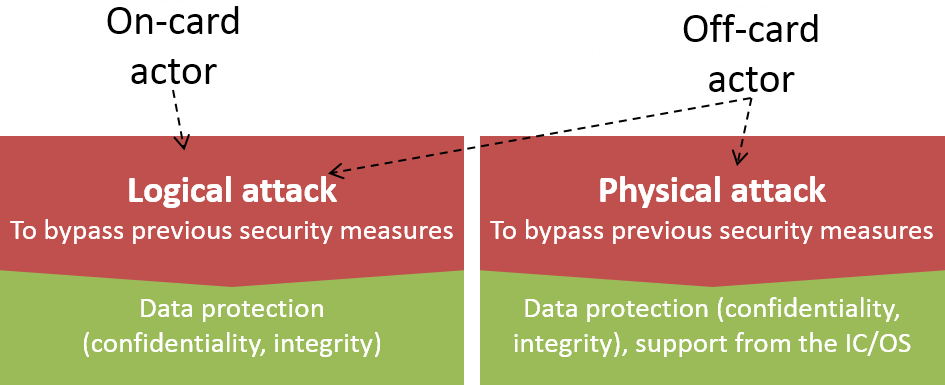 On-card
actor
Off-card
actor
Logical attack
To bypass previous security measures
Physical attack
To bypass previous security measures
Data protection
(confidentiality, integrity)
Data protection (confidentiality,
integrity), support from the IC/OS